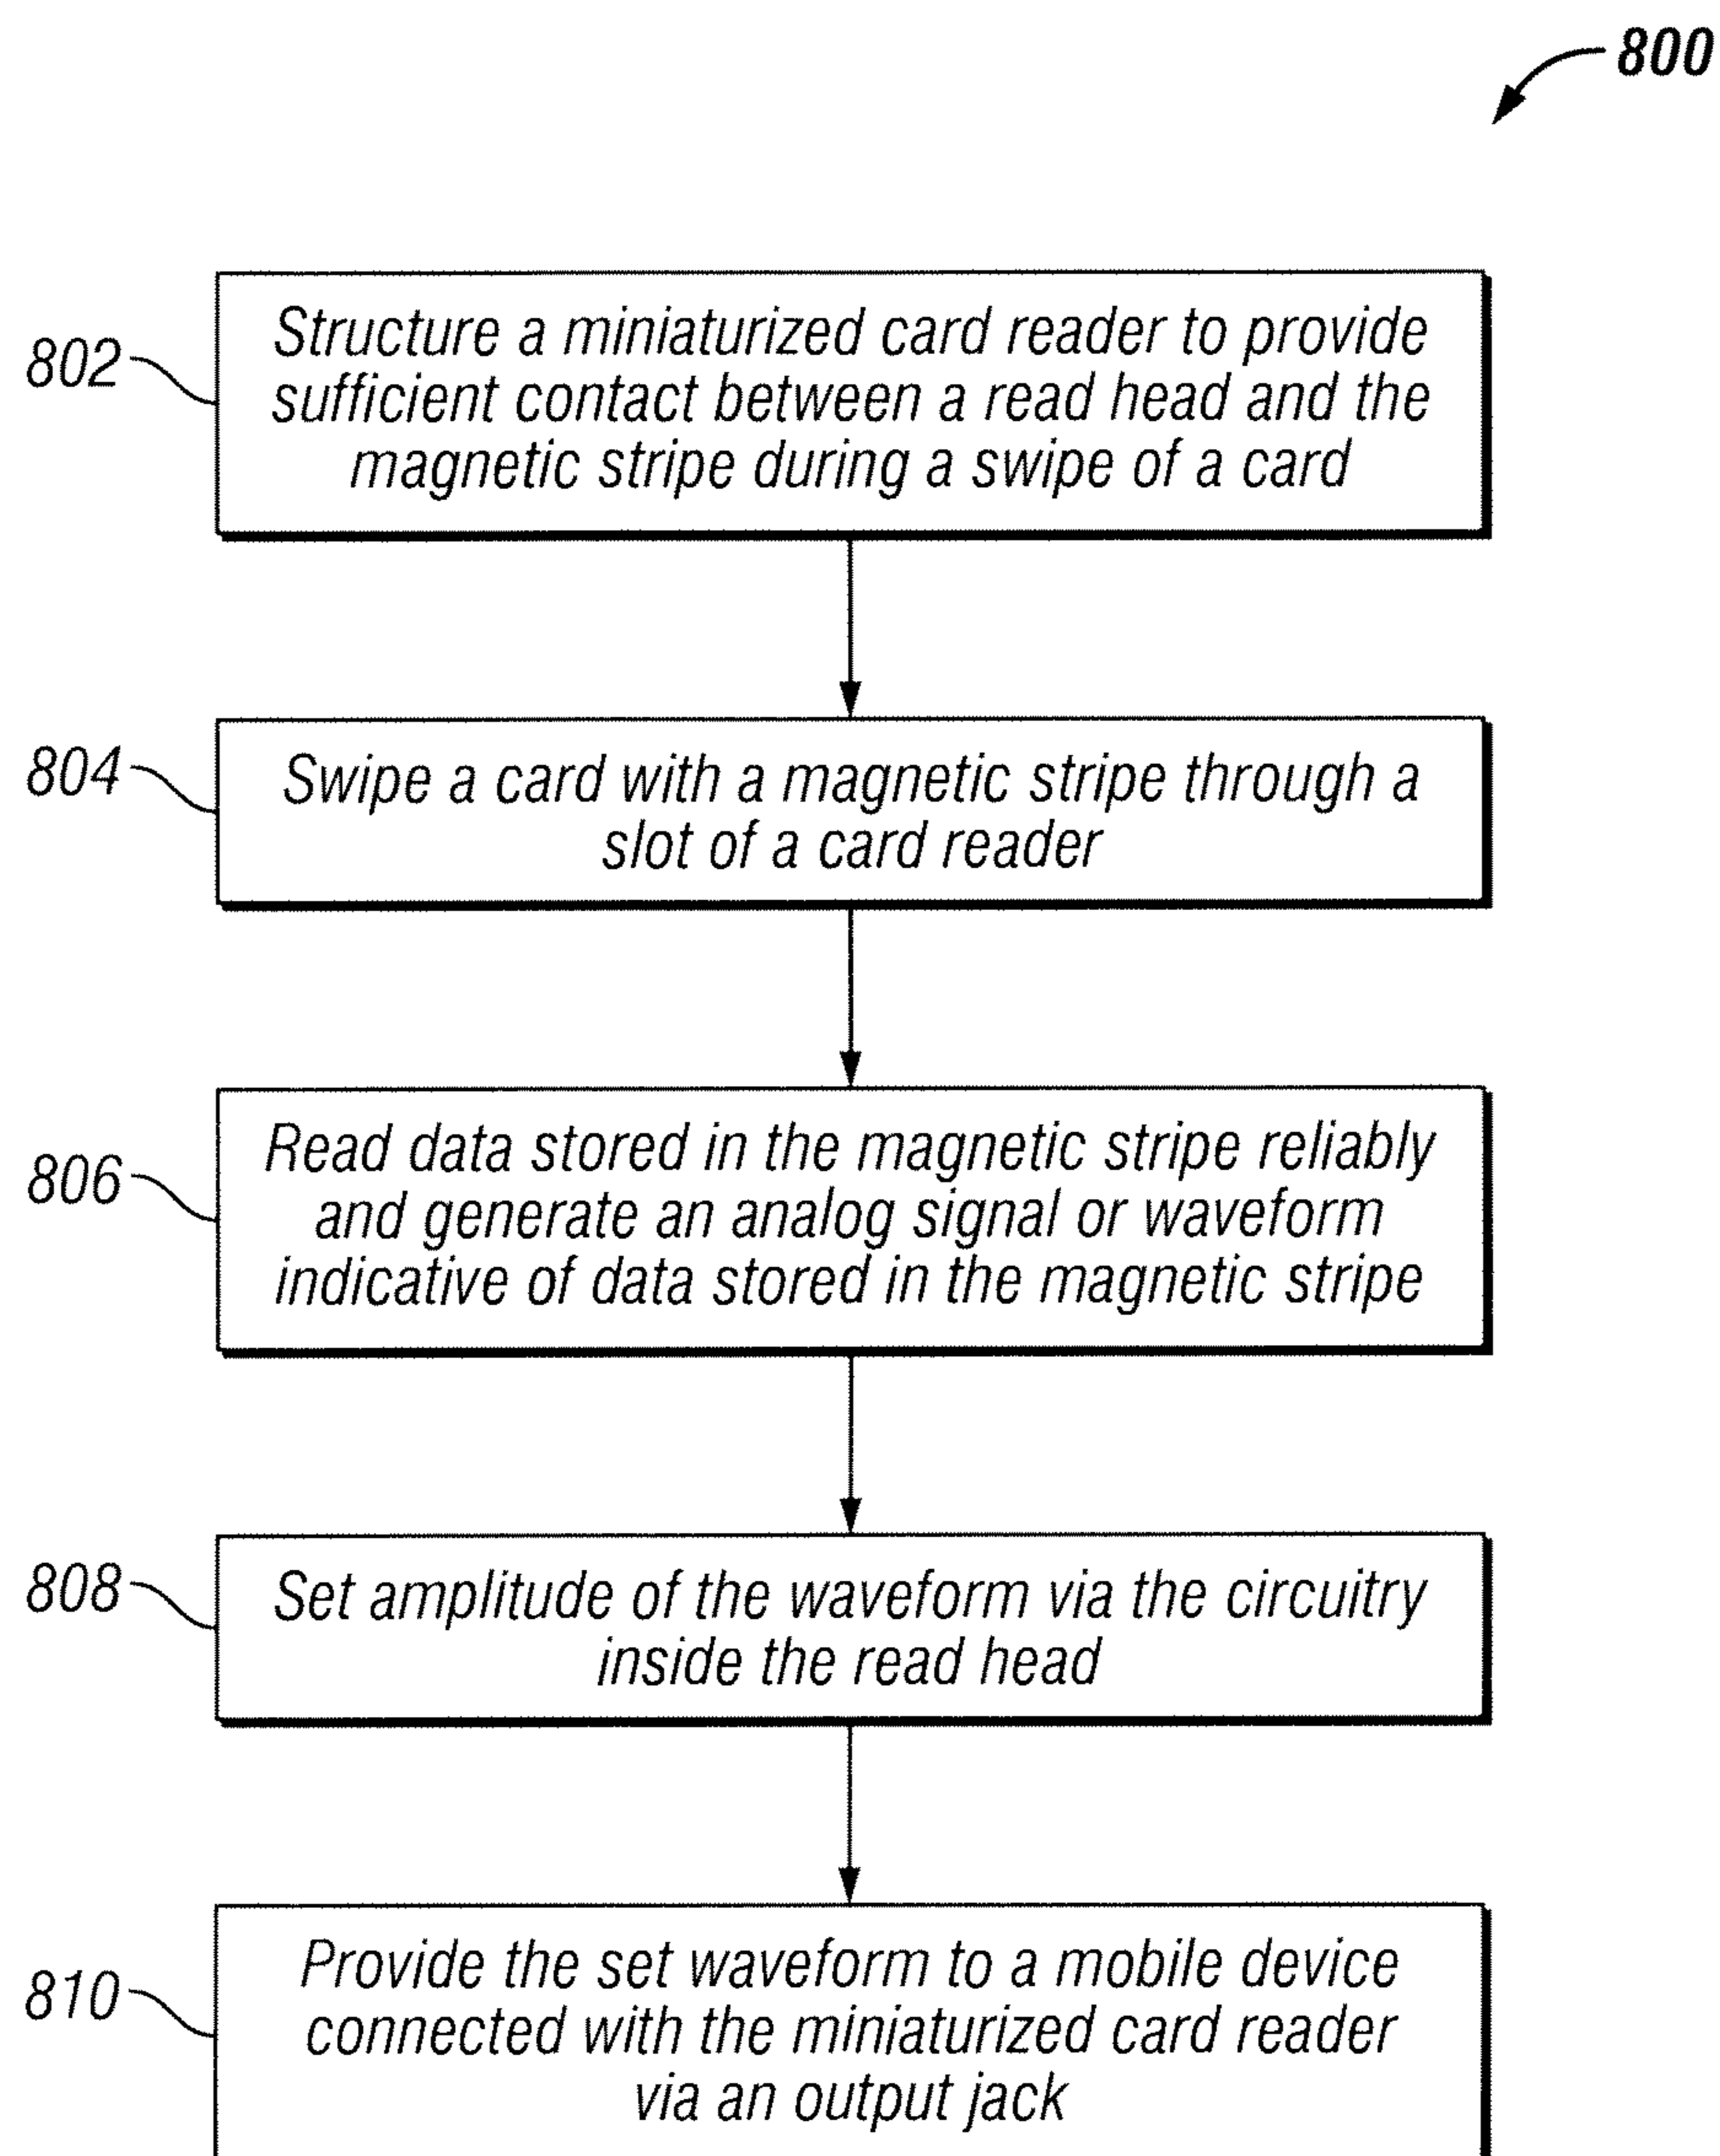 800
802
Structure a miniaturized card reader to provide
sufficient contact between a read head and the
magnetic stripe during a swipe of a card
804
Swipe a card with a magnetic stripe through a
slot of a card reader
806
Read data stored in the magnetic stripe reliably
and generate an analog signal or waveform
indicative of data stored in the magnetic stripe
808
Set amplitude of the waveform via the circuitry
inside the read head
810
Provide the set waveform to a mobile device
connected with the miniaturized card reader
via an output jack